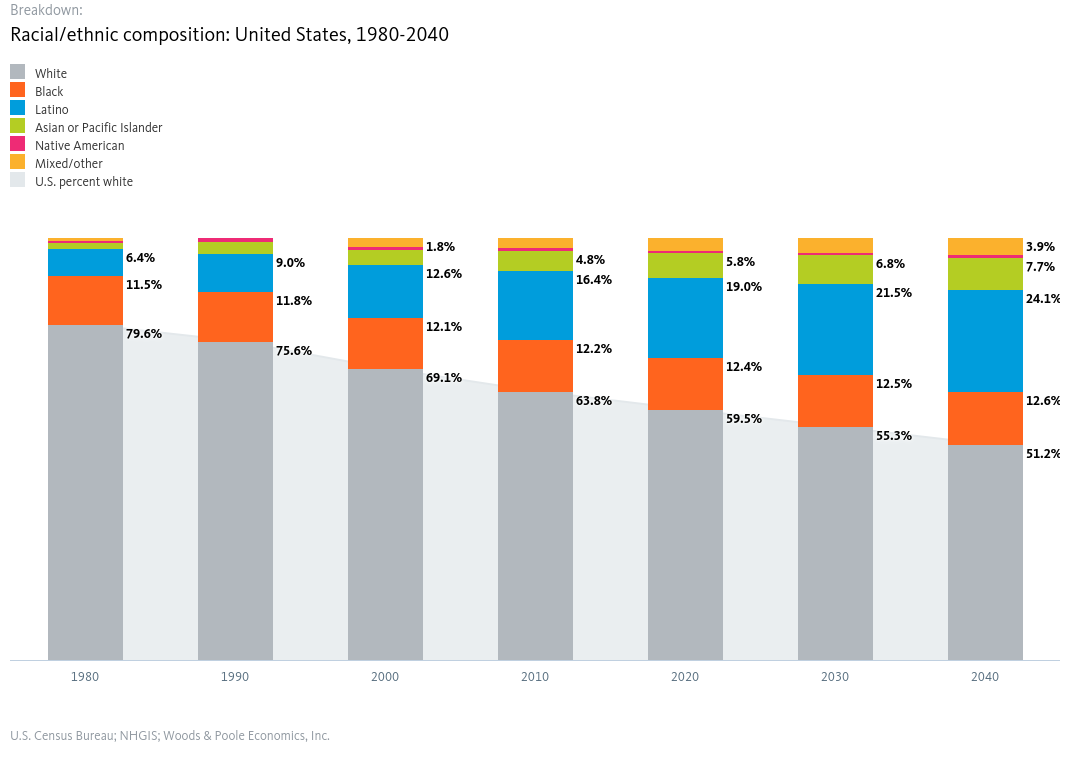 Breakdown:
Racial/ethnic composition: United States, 1980-2040
White
Black
Latino
Asian or Pacific Islander
Native American
Mixed/other
U.S. percent white
6.4%
11.5%
79.6%
9.0%
11.8%
75.6%
1.8%
12.6%
12.1%
69.1%
4.8%
16.4%
12.2%
63.8%
5.8%
19.0%
12.4%
59.5%
6.8%
21.5%
12.5%
55.3%
3.9%
7.7%
24.1%
12.6%
51.2%
1980 1990 2000 2010 2020 2030 2040
U.S. Census Bureau; NHGIS; Woods & Poole Economics, Inc.